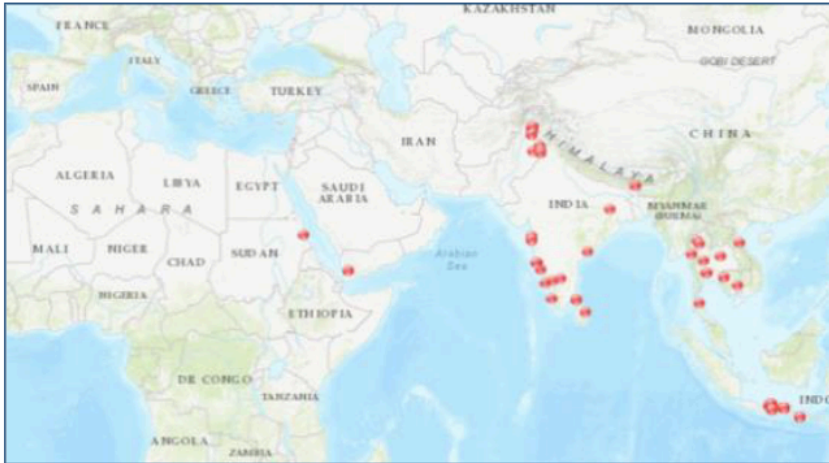 KAZAKHSTAN
FRANCE
MONGOLIA
ITALY
GOBI DESERT
SPAIN
GREECE
TURKEY
CHINA
IRAN
HIMALAYA
ALGERIA
LIBYA
EGYPT
SAUDI
ARABIA
INDIA
MYANMAR
(BURMA)
SAHARA
MALI
NIGER
SUDAN
CHAD
Arabian
Sea
NIGERIA
ETHIOPIA
DE CONGO
TANZANIA
INDO
ANGOLA
ZAMBIA